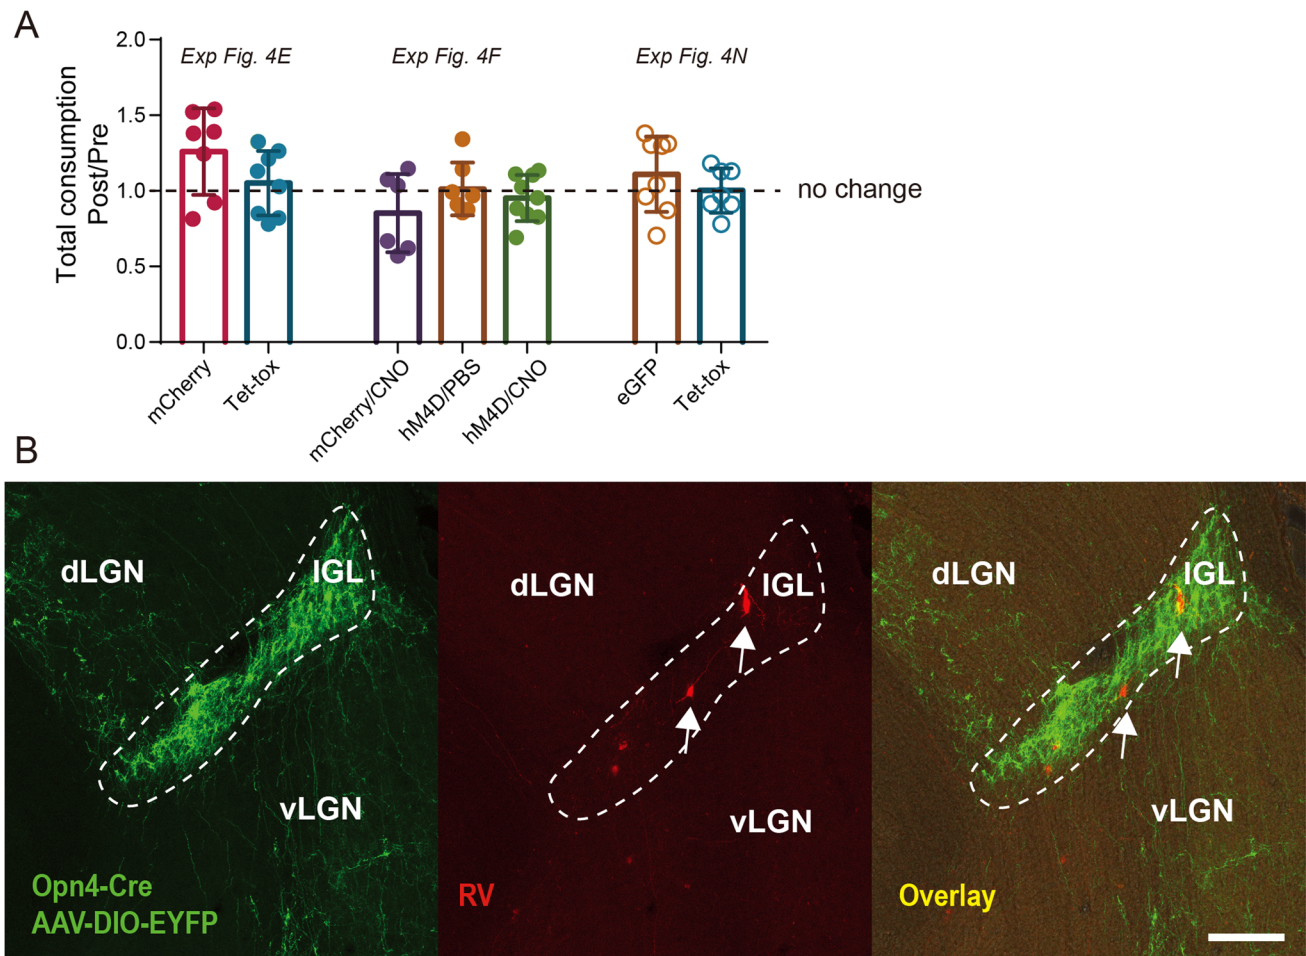 A
Exp Fig. 4E
Exp Fig. 4F
Exp Fig. 4N
Total consumption
Post/Pre
2.0
1.5
1.0
0.5
0.0
no change
mCherry
Tet-tox
mCherry/CNO
hM4D/PBS
hM4D/CNO
eGFP
Tet-tox
B
dLGN
IGL
vLGN
Opn4-Cre
AAV-DIO-EYFP
dLGN
IGL
vLGN
RV
dLGN
IGL
vLGN
Overlay